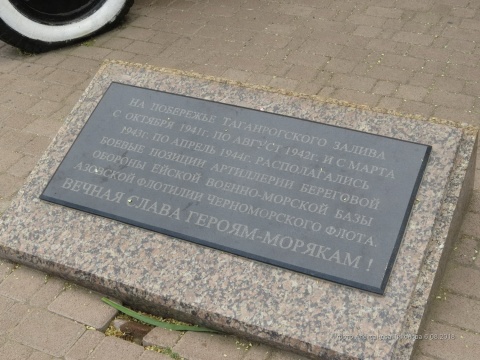 НА ПОБЕРЕЖЬЕ ТАГАНРОГСКОГО ЗАЛИВА
С ОКТЯБРЯ 1941г. ПО АВГУСТ 1942г. И С МАРТА
1943г. ПО АПРЕЛЬ 1944г. РАСПОЛАГАЛИСЬ
БОЕВЫЕ ПОЗИЦИИ АРТИЛЛЕРИИ БЕРЕГОВОЙ
ОБОРОНЫ ЕЙСКОЙ ВОЕННО-МОРСКОЙ БАЗЫ
АЗОВСКОЙ ФЛОТИЛИИ ЧЕРНОМОРСКОГО ФЛОТА.
ВЕЧНАЯ СЛАВА ГЕРОЯМ-МОРЯКАМ !